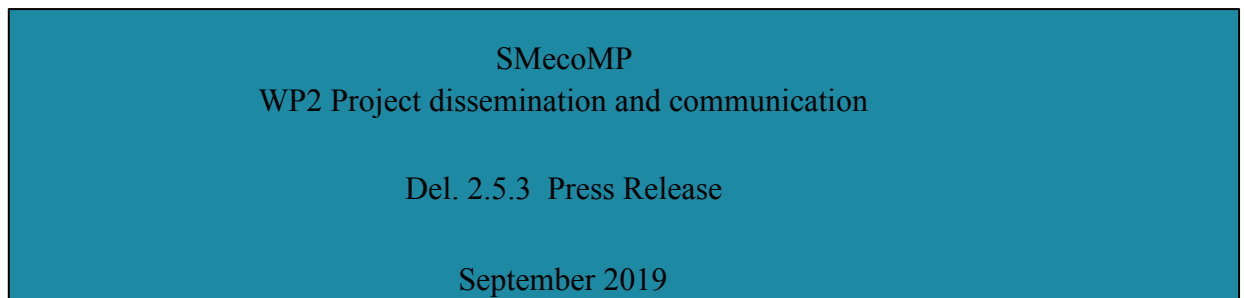 SMecoMP
WP2 Project dissemination and communication
Del. 2.5.3  Press Release
September 2019